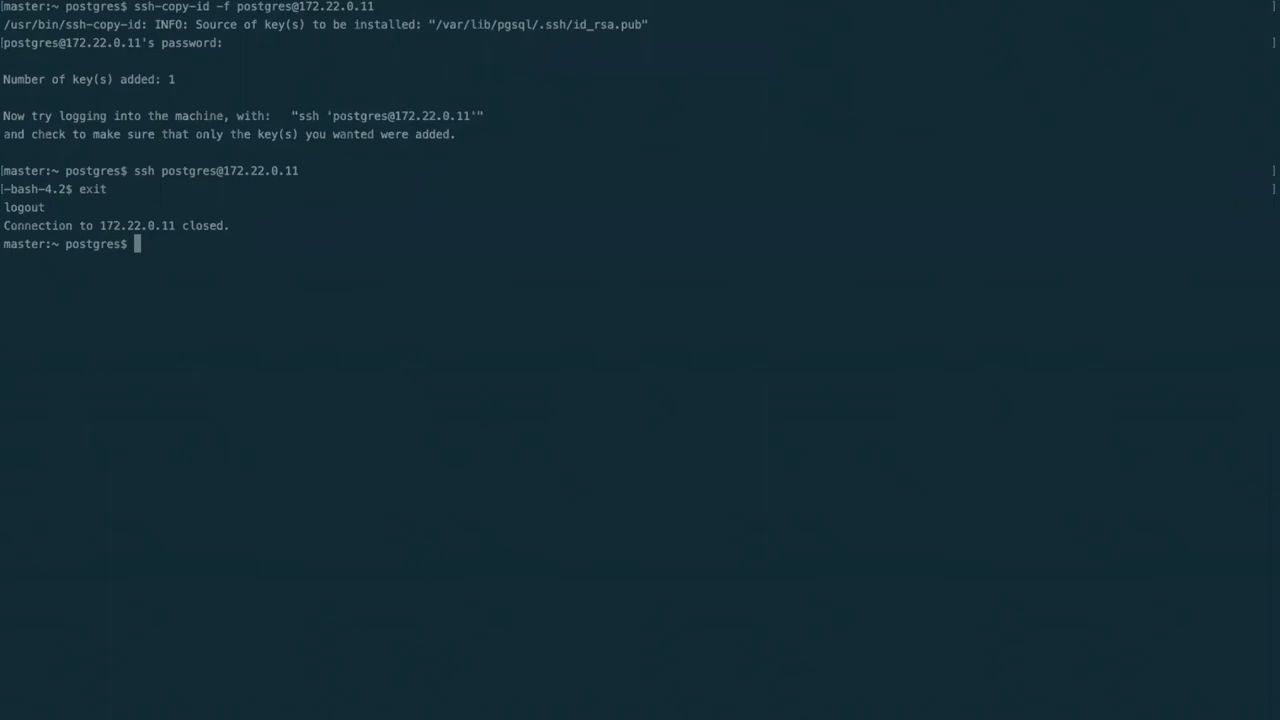 [master:~ postgres$ ssh-copy-id -f postgres@172.22.0.11 ]
/usr/bin/ssh-copy-id: INFO: Source of key(s) to be installed: "/var/lib/pgsql/.ssh/id_rsa.pub"
[postgres@172.22.0.11's password: ]
Number of key(s) added: 1
Now try logging into the machine, with:   "ssh 'postgres@172.22.0.11'"
and check to make sure that only the key(s) you wanted were added.
[master:~ postgres$ ssh postgres@172.22.0.11 ]
[-bash-4.2$ exit ]
logout
Connection to 172.22.0.11 closed.
master:~ postgres$